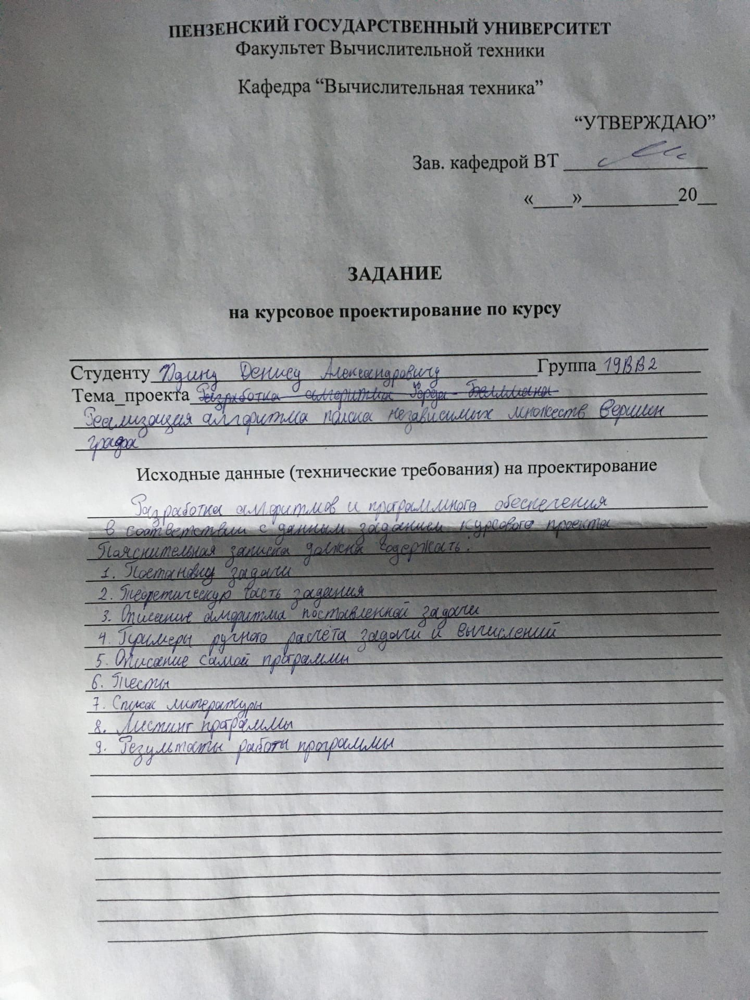 ПЕНЗЕНСКИЙ ГОСУДАРСТВЕННЫЙ УНИВЕРСИТЕТ
Факультет Вычислительной техники
Кафедра “Вычислительная техника”
“УТВЕРЖДАЮ”
Зав. кафедрой ВТ
«____»__________20__
ЗАДАНИЕ
на курсовое проектирование по курсу
Студенту Юдину Денису Александровичу Группа 19ВВ2
Тема_проекта Разработка алгоритма Форда-Беллмана
Реализация алгоритма поиска независимых множеств вершин
графа
Исходные данные (технические требования) на проектирование
Разработка алгоритмов и программного обеспечения
в соответствии с данным заданием курсового проекта
Пояснительная записка должна содержать:
1. Постановку задачи
2. Теоретическую часть задания
3. Описание алгоритма поставленной задачи
4. Примеры ручного расчёта задачи и вычислений
5. Описание самой программы
6. Тесты
7. Список литературы
8. Листинг программы
9. Результаты работы программы